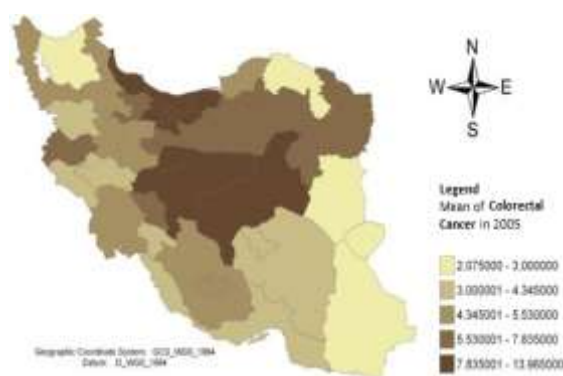 N
W E
S
Legend
Mean of Colorectal
Cancer in 2005
2.075000 - 3.000000
3.000001 - 4.345000
4.345001 - 5.530000
5.530001 - 7.835000
7.835001 - 13.965000
Geographic Coordinate System: GCS_WGS_1984
Datum: D_WGS_1984